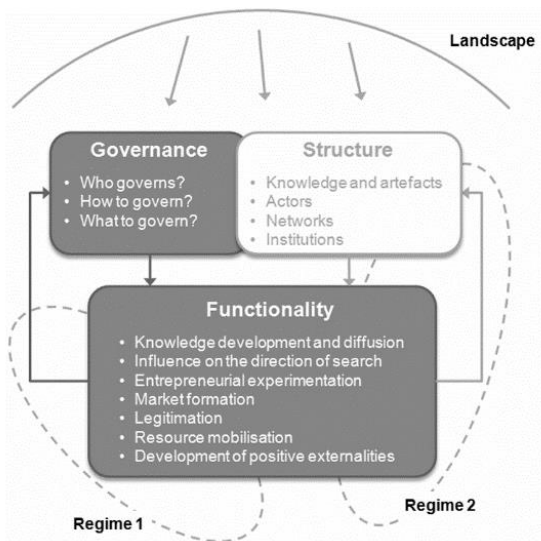 Landscape
Governance
• Who governs?
• How to govern?
• What to govern?
Structure
• Knowledge and artefacts
• Actors
• Networks
• Institutions
Functionality
• Knowledge development and diffusion
• Influence on the direction of search
• Entrepreneurial experimentation
• Market formation
• Legitimation
• Resource mobilisation
• Development of positive externalities
Regime 2
Regime 1